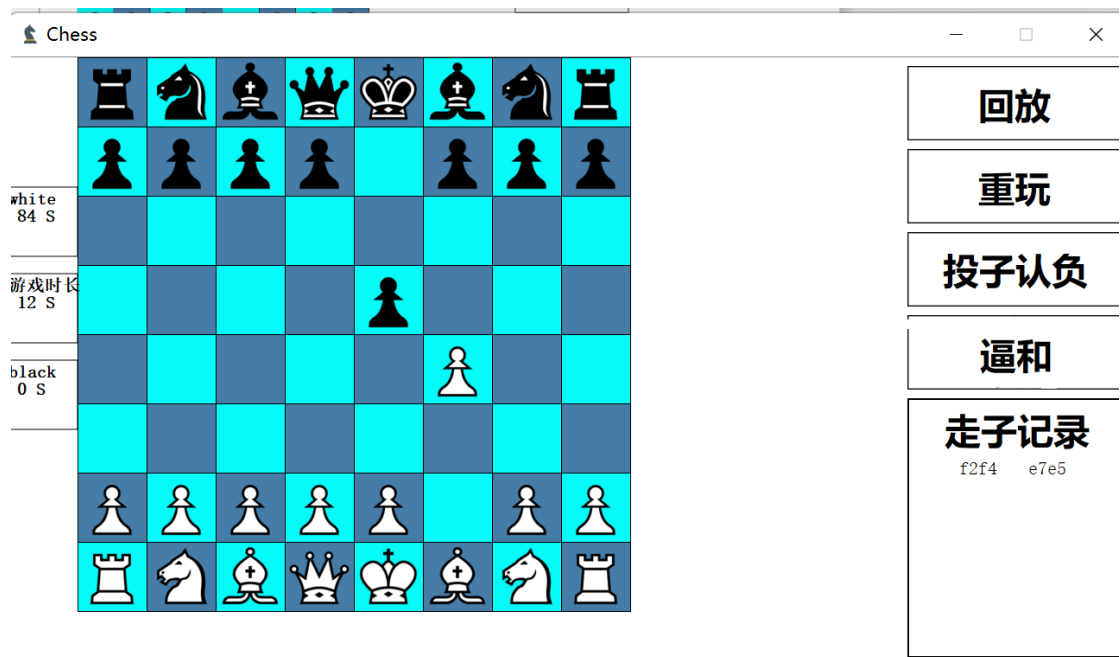 Chess
回放
重玩
white
84 S
投子认负
游戏时长
12 S
逼和
black
0 S
走子记录
f2f4 e7e5